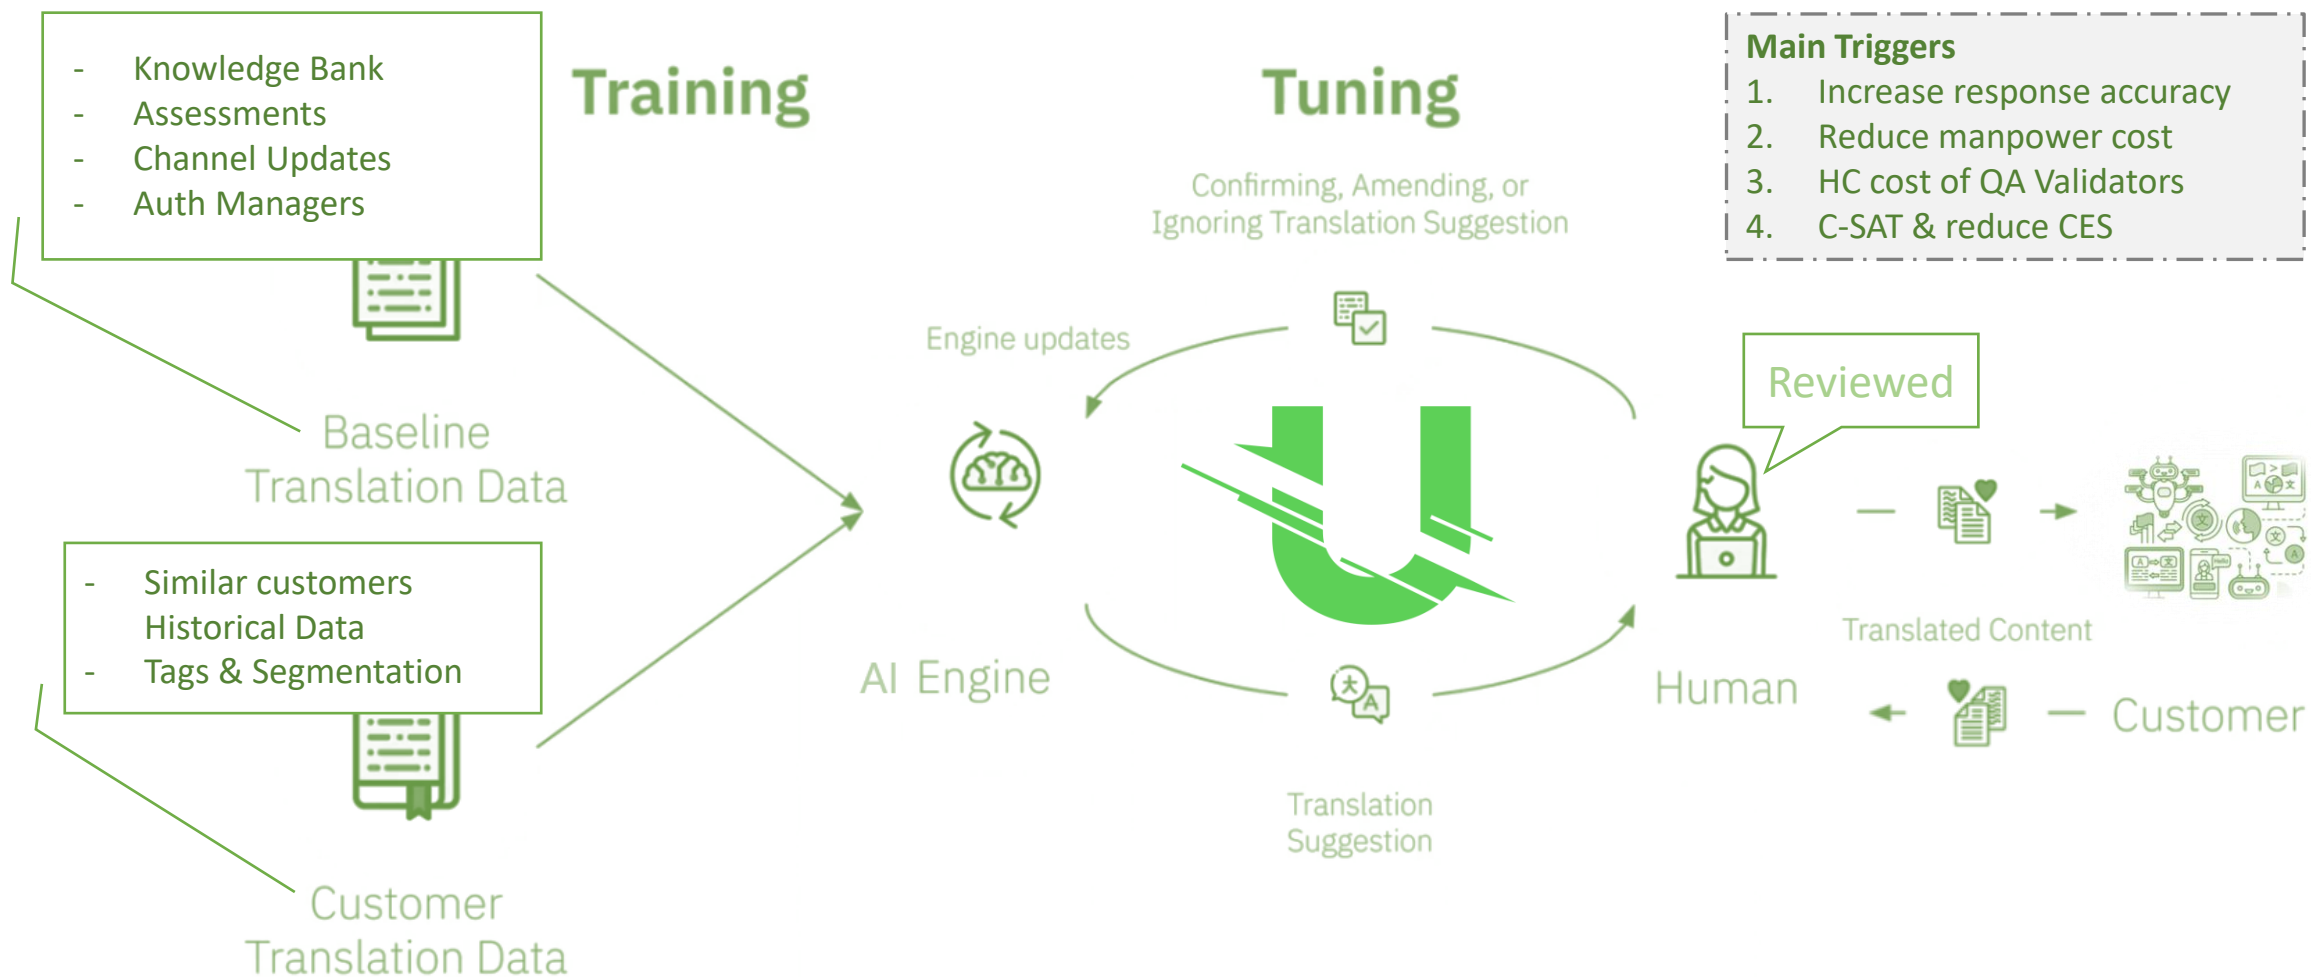 - Knowledge Bank
- Assessments
- Channel Updates
- Auth Managers
Training
Baseline
Translation Data
- Similar customers
Historical Data
- Tags & Segmentation
Customer
Translation Data
Tuning
Confirming, Amending, or
Ignoring Translation Suggestion
Engine updates
AI Engine
Translation
Suggestion
Main Triggers
1. Increase response accuracy
2. Reduce manpower cost
3. HC cost of QA Validators
4. C-SAT & reduce CES
Reviewed
Human
Translated Content
Customer